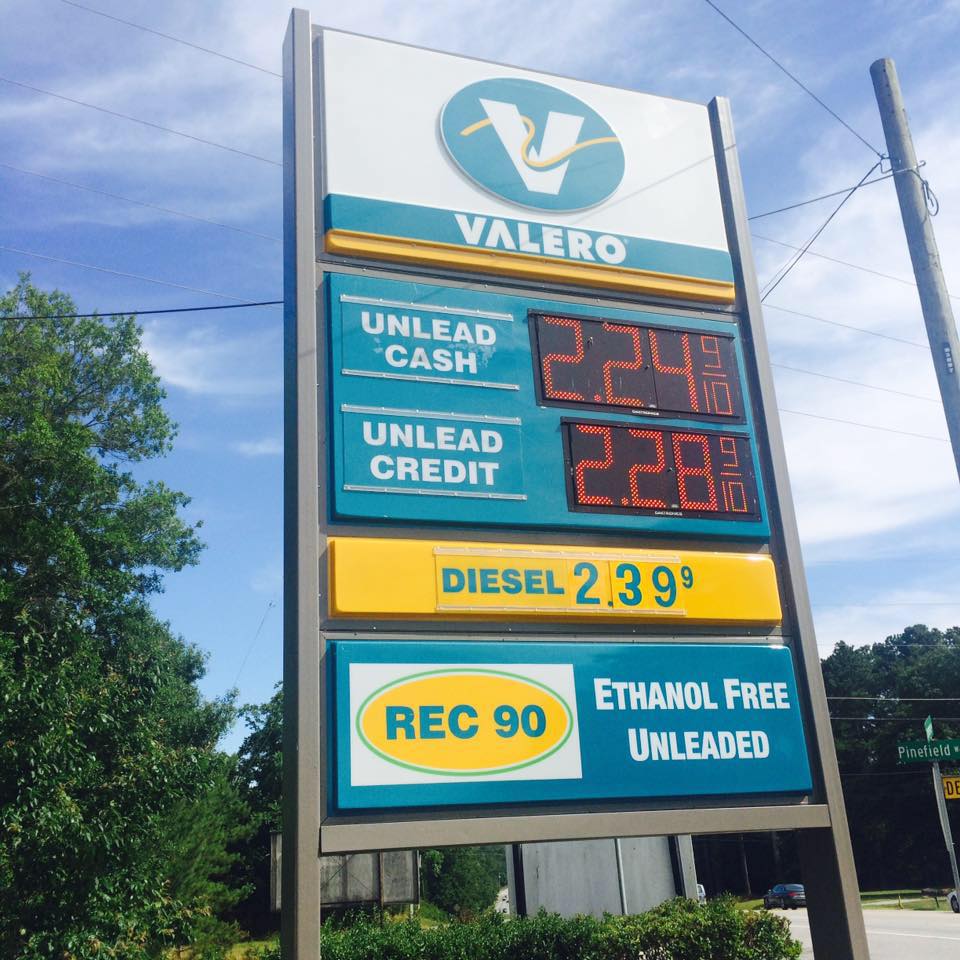 V
VALERO
UNLEAD
CASH
2.24 9/10
UNLEAD
CREDIT
2.28 9/10
DIESEL 2.39 9
REC 90
ETHANOL FREE
UNLEADED
Pinefield